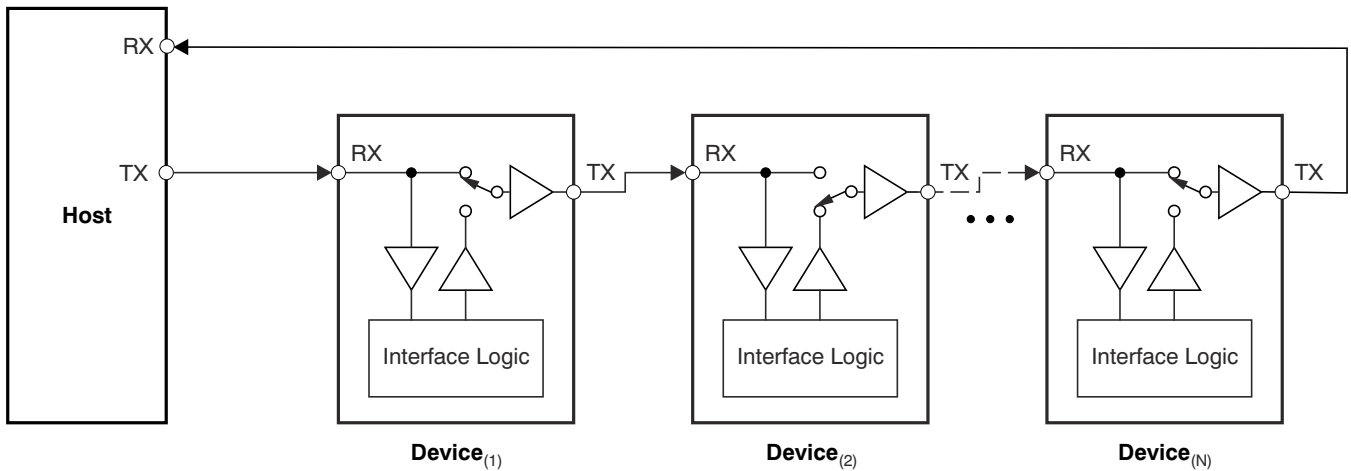 RX
TX
Host
RX
TX
Interface Logic
Device(1)
RX
TX
Interface Logic
Device(2)
• • •
RX
TX
Interface Logic
Device(N)